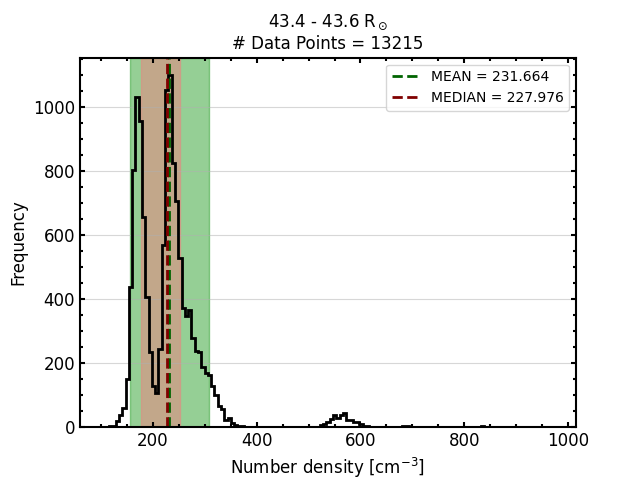 43.4 - 43.6 R⊙
# Data Points = 13215
MEAN = 231.664
MEDIAN = 227.976
Frequency
1000
800
600
400
200
0
200 400 600 800 1000
Number density [cm⁻³]